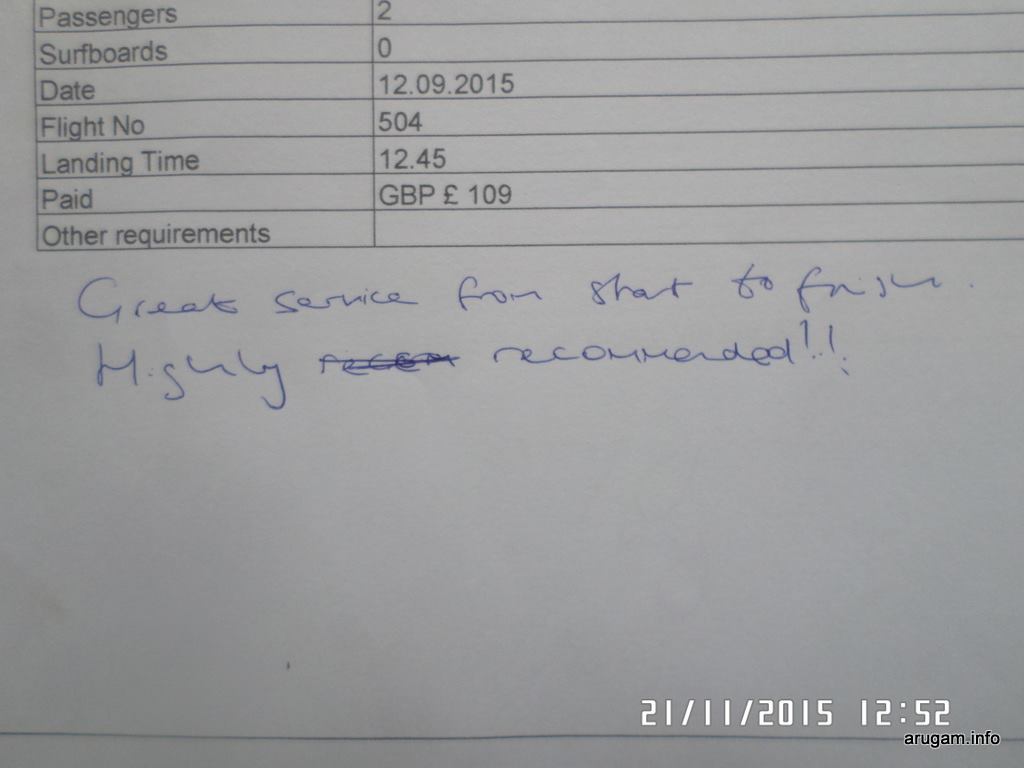 Passengers 2
Surfboards 0
Date 12.09.2015
Flight No 504
Landing Time 12.45
Paid GBP £ 109
Other requirements
Great service from start to finish.
Highly recommended!!!
21/11/2015 12:52
arugam.info